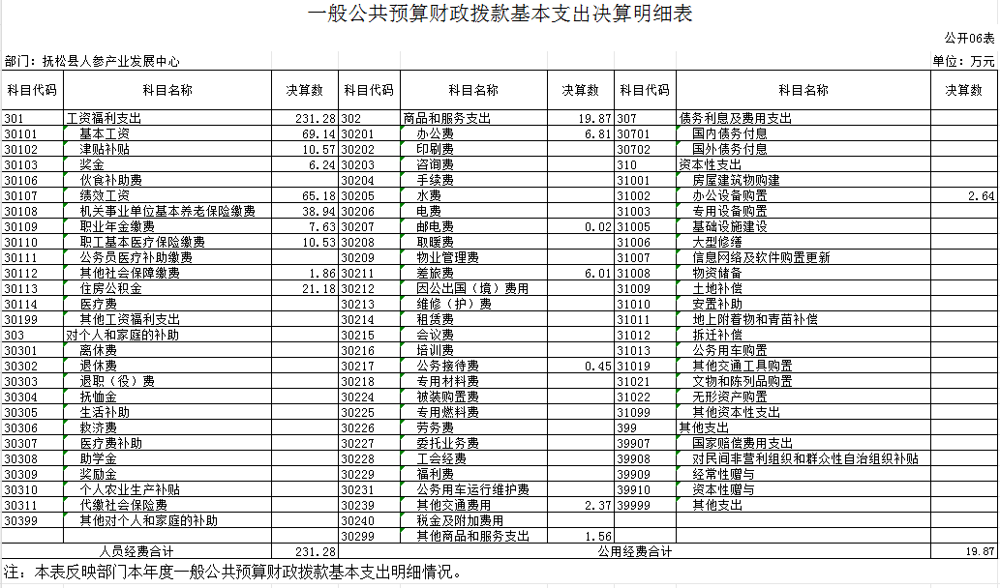 一般公共预算财政拨款基本支出决算明细表
公开06表
部门：抚松县人参产业发展中心 单位：万元
科目代码 科目名称 决算数 科目代码 科目名称 决算数 科目代码 科目名称 决算数
301 工资福利支出 231.28 302 商品和服务支出 19.87 307 债务利息及费用支出
30101 基本工资 69.14 30201 办公费 6.81 30701 国内债务付息
30102 津贴补贴 10.57 30202 印刷费 30702 国外债务付息
30103 奖金 6.24 30203 咨询费 310 资本性支出
30106 伙食补助费 30204 手续费 31001 房屋建筑物购建
30107 绩效工资 65.18 30205 水费 31002 办公设备购置 2.64
30108 机关事业单位基本养老保险缴费 38.94 30206 电费 31003 专用设备购置
30109 职业年金缴费 7.63 30207 邮电费 0.02 31005 基础设施建设
30110 职工基本医疗保险缴费 10.53 30208 取暖费 31006 大型修缮
30111 公务员医疗补助缴费 30209 物业管理费 31007 信息网络及软件购置更新
30112 其他社会保障缴费 1.86 30211 差旅费 6.01 31008 物资储备
30113 住房公积金 21.18 30212 因公出国（境）费用 31009 土地补偿
30114 医疗费 30213 维修（护）费 31010 安置补助
30199 其他工资福利支出 30214 租赁费 31011 地上附着物和青苗补偿
303 对个人和家庭的补助 30215 会议费 31012 拆迁补偿
30301 离休费 30216 培训费 31013 公务用车购置
30302 退休费 30217 公务接待费 0.45 31019 其他交通工具购置
30303 退职（役）费 30218 专用材料费 31021 文物和陈列品购置
30304 抚恤金 30224 被装购置费 31022 无形资产购置
30305 生活补助 30225 专用燃料费 31099 其他资本性支出
30306 救济费 30226 劳务费 399 其他支出
30307 医疗费补助 30227 委托业务费 39907 国家赔偿费用支出
30308 助学金 30228 工会经费 39908 对民间非营利组织和群众性自治组织补贴
30309 奖励金 30229 福利费 39909 经常性赠与
30310 个人农业生产补贴 30231 公务用车运行维护费 39910 资本性赠与
30311 代缴社会保险费 30239 其他交通费用 2.37 39999 其他支出
30399 其他对个人和家庭的补助 30240 税金及附加费用
30299 其他商品和服务支出 1.56
人员经费合计 231.28 公用经费合计 19.87
注：本表反映部门本年度一般公共预算财政拨款基本支出明细情况。